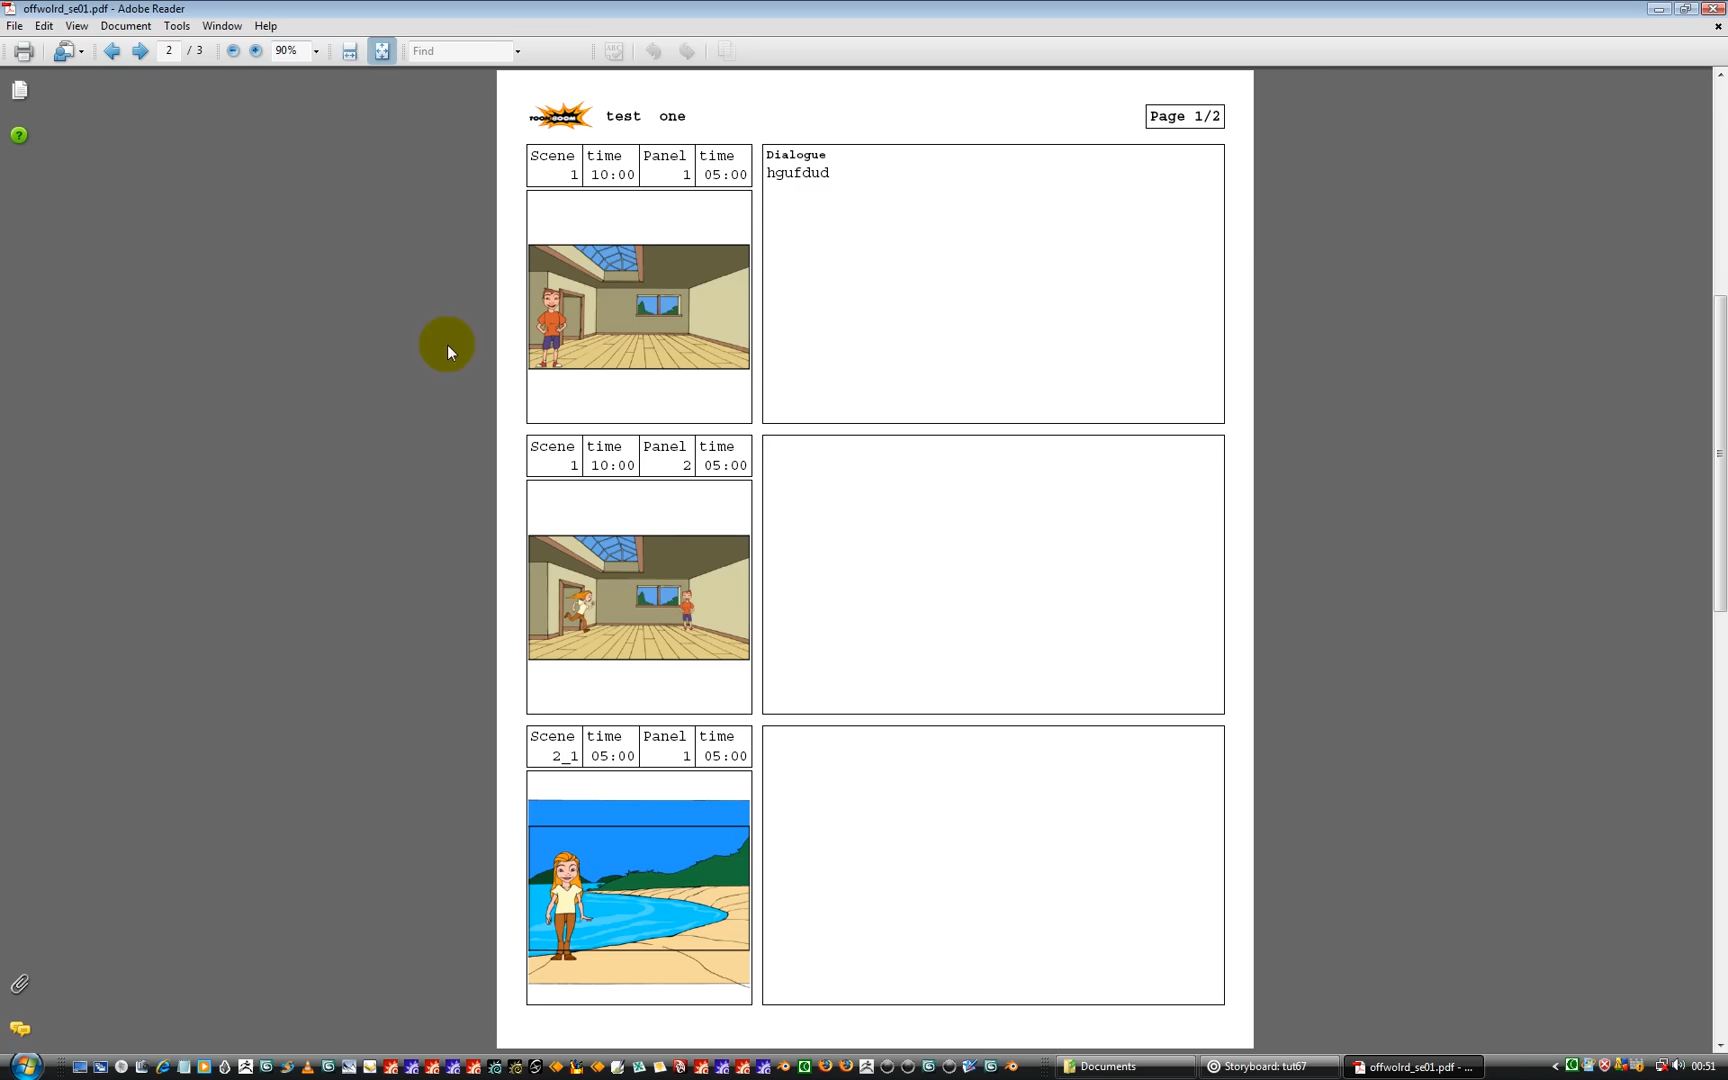 offwolrd_se01.pdf - Adobe Reader
File Edit View Document Tools Window Help
2 / 3 90% Find
TOON BOOM test one Page 1/2
Scene time Panel time
1 10:00 1 05:00
Dialogue
hgufdud
Scene time Panel time
1 10:00 2 05:00
Scene time Panel time
2_1 05:00 1 05:00
Documents Storyboard: tut67 offwolrd_se01.pdf - ... 00:51